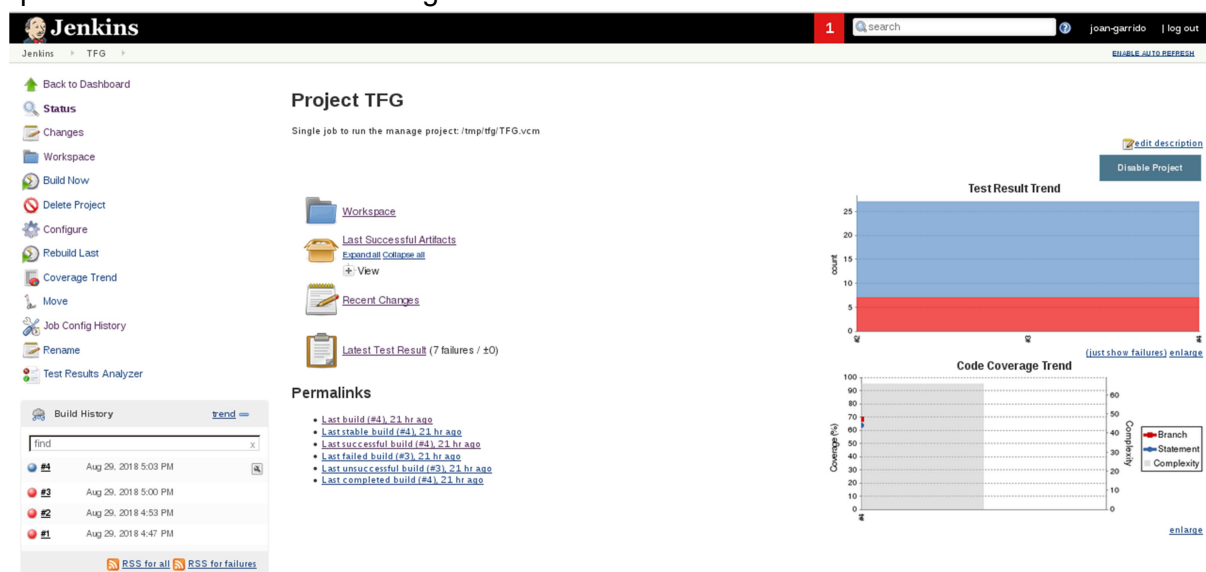 Jenkins
1
search
joan-garrido | log out
Jenkins TFG
ENABLE AUTO REFRESH
Back to Dashboard
Status
Changes
Workspace
Build Now
Delete Project
Configure
Rebuild Last
Coverage Trend
Move
Job Config History
Rename
Test Results Analyzer
Build History trend
find x
#4 Aug 29, 2018 5:03 PM
#3 Aug 29, 2018 5:00 PM
#2 Aug 29, 2018 4:53 PM
#1 Aug 29, 2018 4:47 PM
RSS for all RSS for failures
Project TFG
Single job to run the manage project: /tmp/tfg/TFG.vcm
edit description
Disable Project
Workspace
Last Successful Artifacts
Expand all Collapse all
View
Recent Changes
Latest Test Result (7 failures / ±0)
Permalinks
Last build (#4), 21 hr ago
Last stable build (#4), 21 hr ago
Last successful build (#4), 21 hr ago
Last failed build (#3), 21 hr ago
Last unsuccessful build (#3), 21 hr ago
Last completed build (#4), 21 hr ago
Test Result Trend
count
25
20
15
10
5
0
(just show failures) enlarge
Code Coverage Trend
Coverage (%)
100
90
80
70
60
50
40
30
20
10
0
#4
60
50
40
30
20
10
0
Complexity
Branch
Statement
Complexity
enlarge